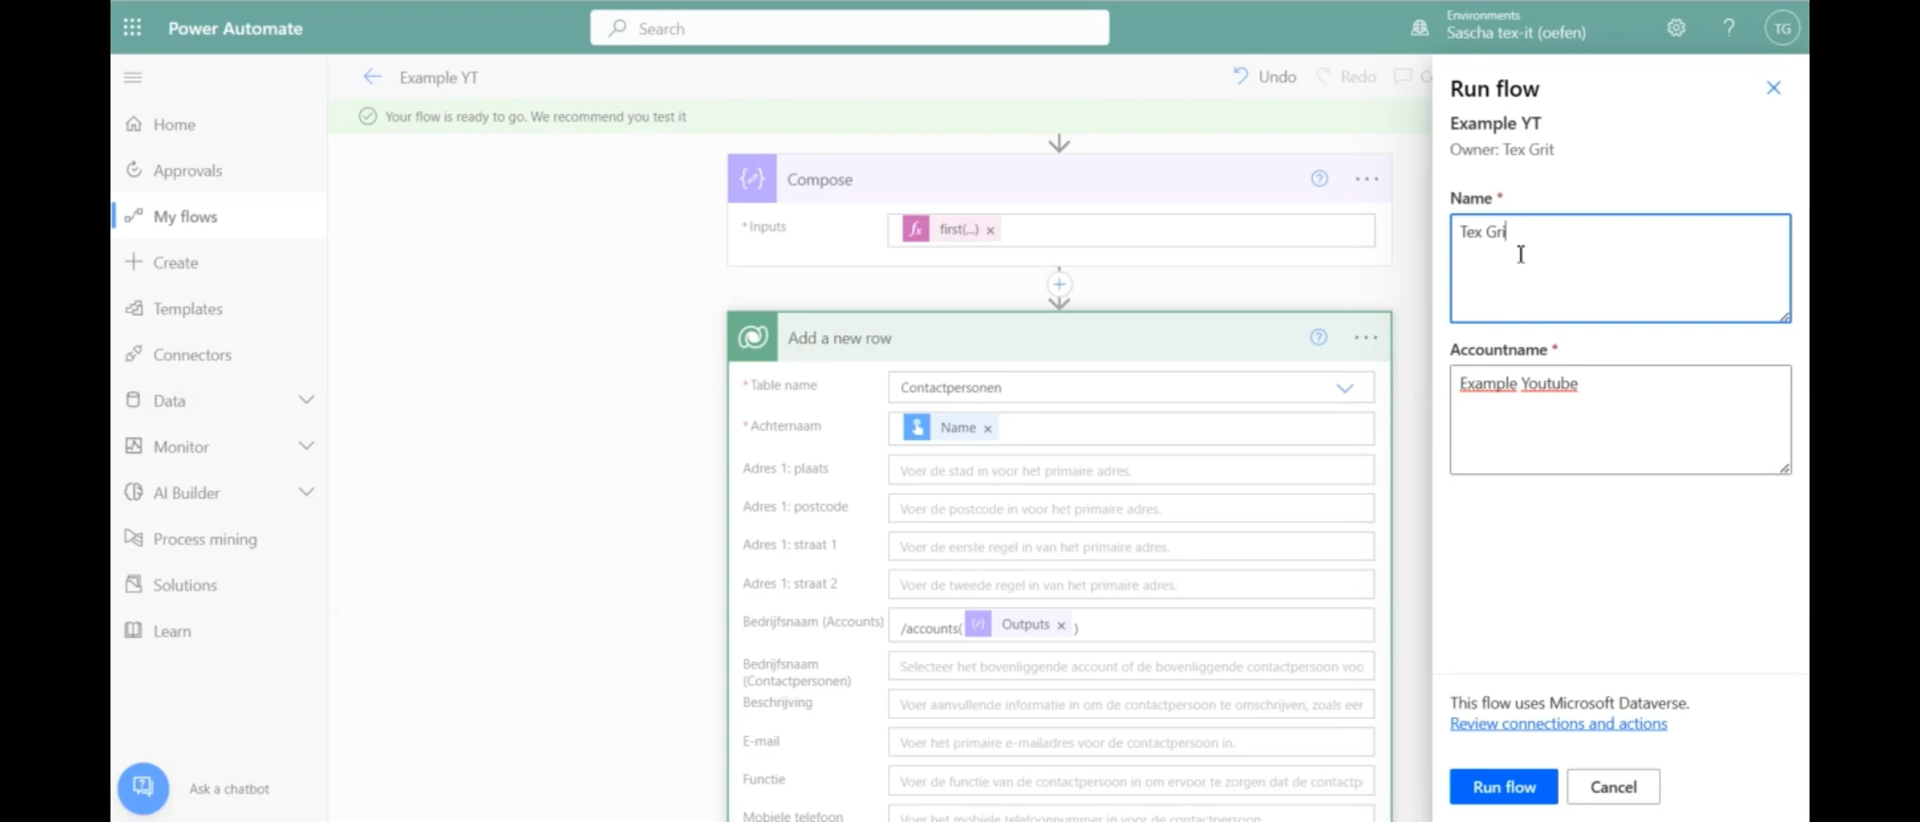 Power Automate
Search
Environments
Sascha tex-it (oefen)
?
TG
Example YT
Undo
Redo
Your flow is ready to go. We recommend you test it
Home
Approvals
My flows
Create
Templates
Connectors
Data
Monitor
AI Builder
Process mining
Solutions
Learn
Ask a chatbot
Compose
* Inputs
fx first(...) ×
Add a new row
* Table name
Contactpersonen
* Achternaam
Name ×
Adres 1: plaats
Voer de stad in voor het primaire adres.
Adres 1: postcode
Voer de postcode in voor het primaire adres.
Adres 1: straat 1
Voer de eerste regel in van het primaire adres.
Adres 1: straat 2
Voer de tweede regel in van het primaire adres.
Bedrijfsnaam (Accounts)
/accounts( Outputs × )
Bedrijfsnaam
(Contactpersonen)
Selecteer het bovenliggende account of de bovenliggende contactpersoon voo
Beschrijving
Voer aanvullende informatie in om de contactpersoon te omschrijven, zoals eer
E-mail
Voer het primaire e-mailadres voor de contactpersoon in.
Functie
Voer de functie van de contactpersoon in om ervoor te zorgen dat de contactp
Mobiele telefoon
Voer het mobiele telefoonnummer in voor de contactpersoon.
Run flow
Example YT
Owner: Tex Grit
Name *
Tex Gri
Accountname *
Example Youtube
This flow uses Microsoft Dataverse.
Review connections and actions
Run flow
Cancel